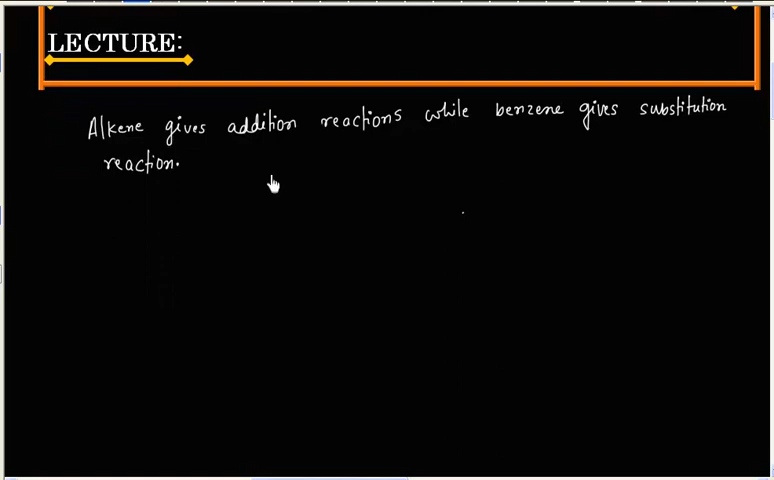 LECTURE:
Alkene gives addition reactions while benzene gives substitution
reaction.